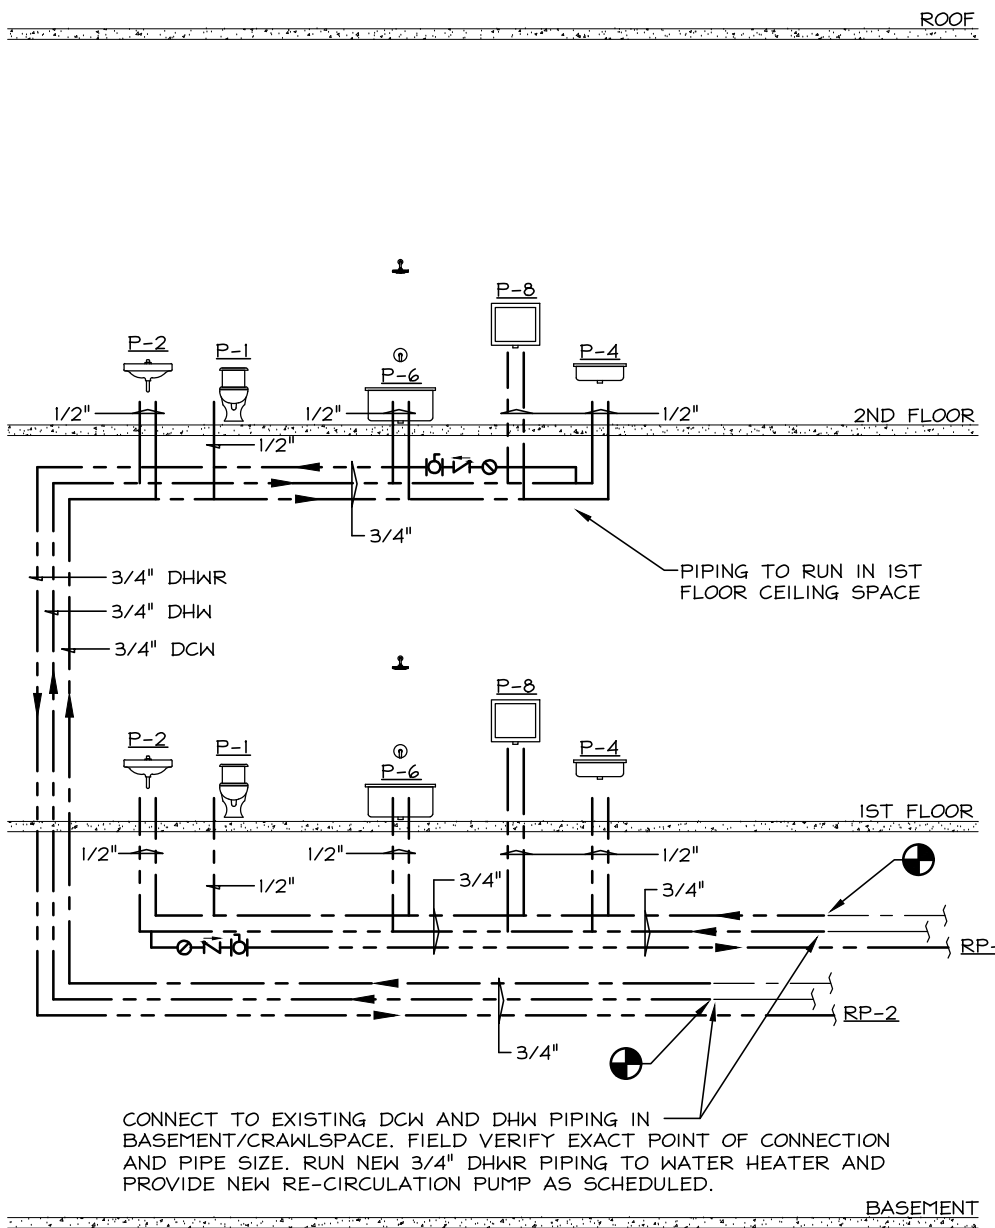 ROOF
P-8
P-2
P-1
P-4
P-6
1/2"
1/2"
1/2"
2ND FLOOR
1/2"
3/4"
PIPING TO RUN IN 1ST
FLOOR CEILING SPACE
3/4" DHWR
3/4" DHW
3/4" DCW
P-8
P-2
P-1
P-4
P-6
1ST FLOOR
1/2"
1/2"
1/2"
1/2"
3/4"
3/4"
RP-
RP-2
3/4"
CONNECT TO EXISTING DCW AND DHW PIPING IN
BASEMENT/CRAWLSPACE. FIELD VERIFY EXACT POINT OF CONNECTION
AND PIPE SIZE. RUN NEW 3/4" DHWR PIPING TO WATER HEATER AND
PROVIDE NEW RE-CIRCULATION PUMP AS SCHEDULED.
BASEMENT